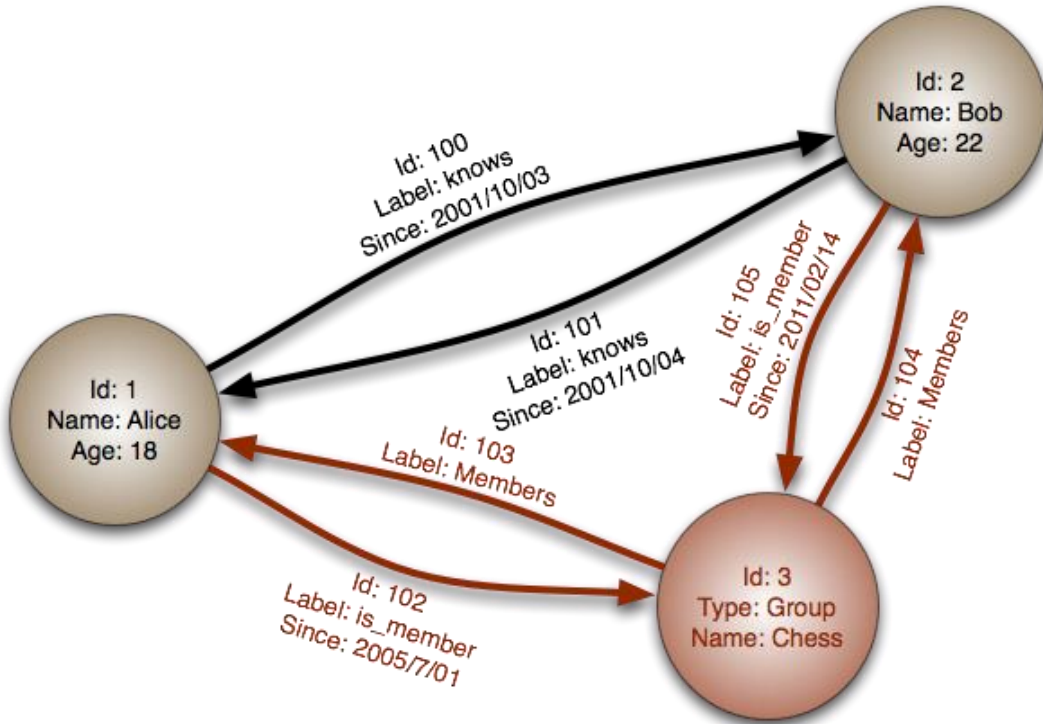 Id: 2
Name: Bob
Age: 22
Id: 100
Label: knows
Since: 2001/10/03
Id: 101
Label: knows
Since: 2001/10/04
Id: 105
Label: is_member
Since: 2011/02/14
Id: 104
Label: Members
Id: 1
Name: Alice
Age: 18
Id: 103
Label: Members
Id: 102
Label: is_member
Since: 2005/7/01
Id: 3
Type: Group
Name: Chess